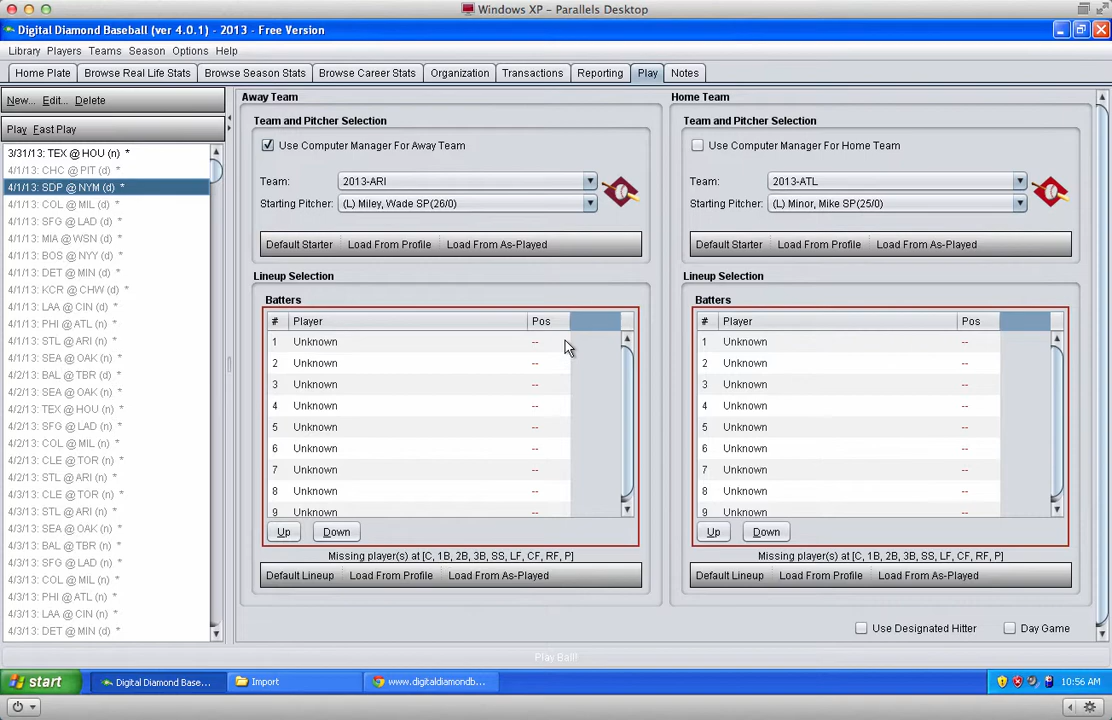 Windows XP - Parallels Desktop
Digital Diamond Baseball (ver 4.0.1) - 2013 - Free Version
Library Players Teams Season Options Help
Home Plate Browse Real Life Stats Browse Season Stats Browse Career Stats Organization Transactions Reporting Play Notes
New... Edit... Delete
Play Fast Play
3/31/13: TEX @ HOU (n) *
4/1/13: CHC @ PIT (d) *
4/1/13: SDP @ NYM (d) *
4/1/13: COL @ MIL (d) *
4/1/13: SFG @ LAD (d) *
4/1/13: MIA @ WSN (d) *
4/1/13: BOS @ NYY (d) *
4/1/13: DET @ MIN (d) *
4/1/13: KCR @ CHW (d) *
4/1/13: LAA @ CIN (d) *
4/1/13: PHI @ ATL (n) *
4/1/13: STL @ ARI (n) *
4/1/13: SEA @ OAK (n) *
4/2/13: BAL @ TBR (d) *
4/2/13: SEA @ OAK (n) *
4/2/13: TEX @ HOU (n) *
4/2/13: SFG @ LAD (n) *
4/2/13: COL @ MIL (n) *
4/2/13: CLE @ TOR (n) *
4/2/13: STL @ ARI (n) *
4/3/13: CLE @ TOR (n) *
4/3/13: STL @ ARI (n) *
4/3/13: SEA @ OAK (n) *
4/3/13: BAL @ TBR (n) *
4/3/13: SFG @ LAD (n) *
4/3/13: COL @ MIL (n) *
4/3/13: PHI @ ATL (n) *
4/3/13: LAA @ CIN (n) *
4/3/13: DET @ MIN (d) *
Away Team
Team and Pitcher Selection
Use Computer Manager For Away Team
Team: 2013-ARI
Starting Pitcher: (L) Miley, Wade SP(26/0)
Default Starter Load From Profile Load From As-Played
Lineup Selection
Batters
# Player Pos
1 Unknown --
2 Unknown --
3 Unknown --
4 Unknown --
5 Unknown --
6 Unknown --
7 Unknown --
8 Unknown --
9 Unknown --
Up Down
Missing player(s) at [C, 1B, 2B, 3B, SS, LF, CF, RF, P]
Default Lineup Load From Profile Load From As-Played
Home Team
Team and Pitcher Selection
Use Computer Manager For Home Team
Team: 2013-ATL
Starting Pitcher: (L) Minor, Mike SP(25/0)
Default Starter Load From Profile Load From As-Played
Lineup Selection
Batters
# Player Pos
1 Unknown --
2 Unknown --
3 Unknown --
4 Unknown --
5 Unknown --
6 Unknown --
7 Unknown --
8 Unknown --
9 Unknown --
Up Down
Missing player(s) at [C, 1B, 2B, 3B, SS, LF, CF, RF, P]
Default Lineup Load From Profile Load From As-Played
Use Designated Hitter Day Game
Play Ball!
start Digital Diamond Base... Import www.digitaldiamondb... 10:56 AM